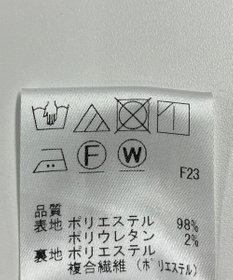 F W
F23
品質
表地 ポリエステル 98%
ポリウレタン 2%
裏地 ポリエステル
複合繊維 (ポリエステル)